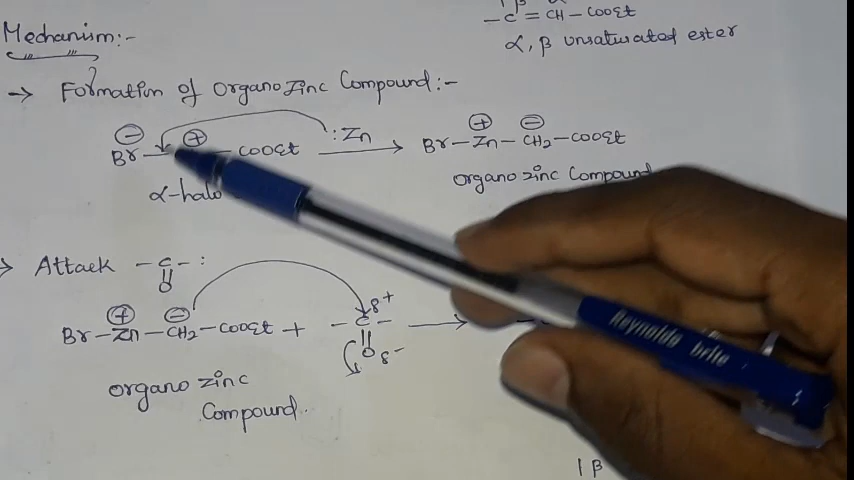 Mechanism:-
-C = CH - COOEt
α, β unsaturated ester
→ Formation of Organo Zinc Compound:-
Br - COOEt :Zn → Br - Zn - CH2 - COOEt
α-halo
organo zinc Compound
→ Attack -C- :
O
Br - Zn - CH2 - COOEt + -C- δ+ →
O δ-
organo zinc
Compound
Reynolds brite
β